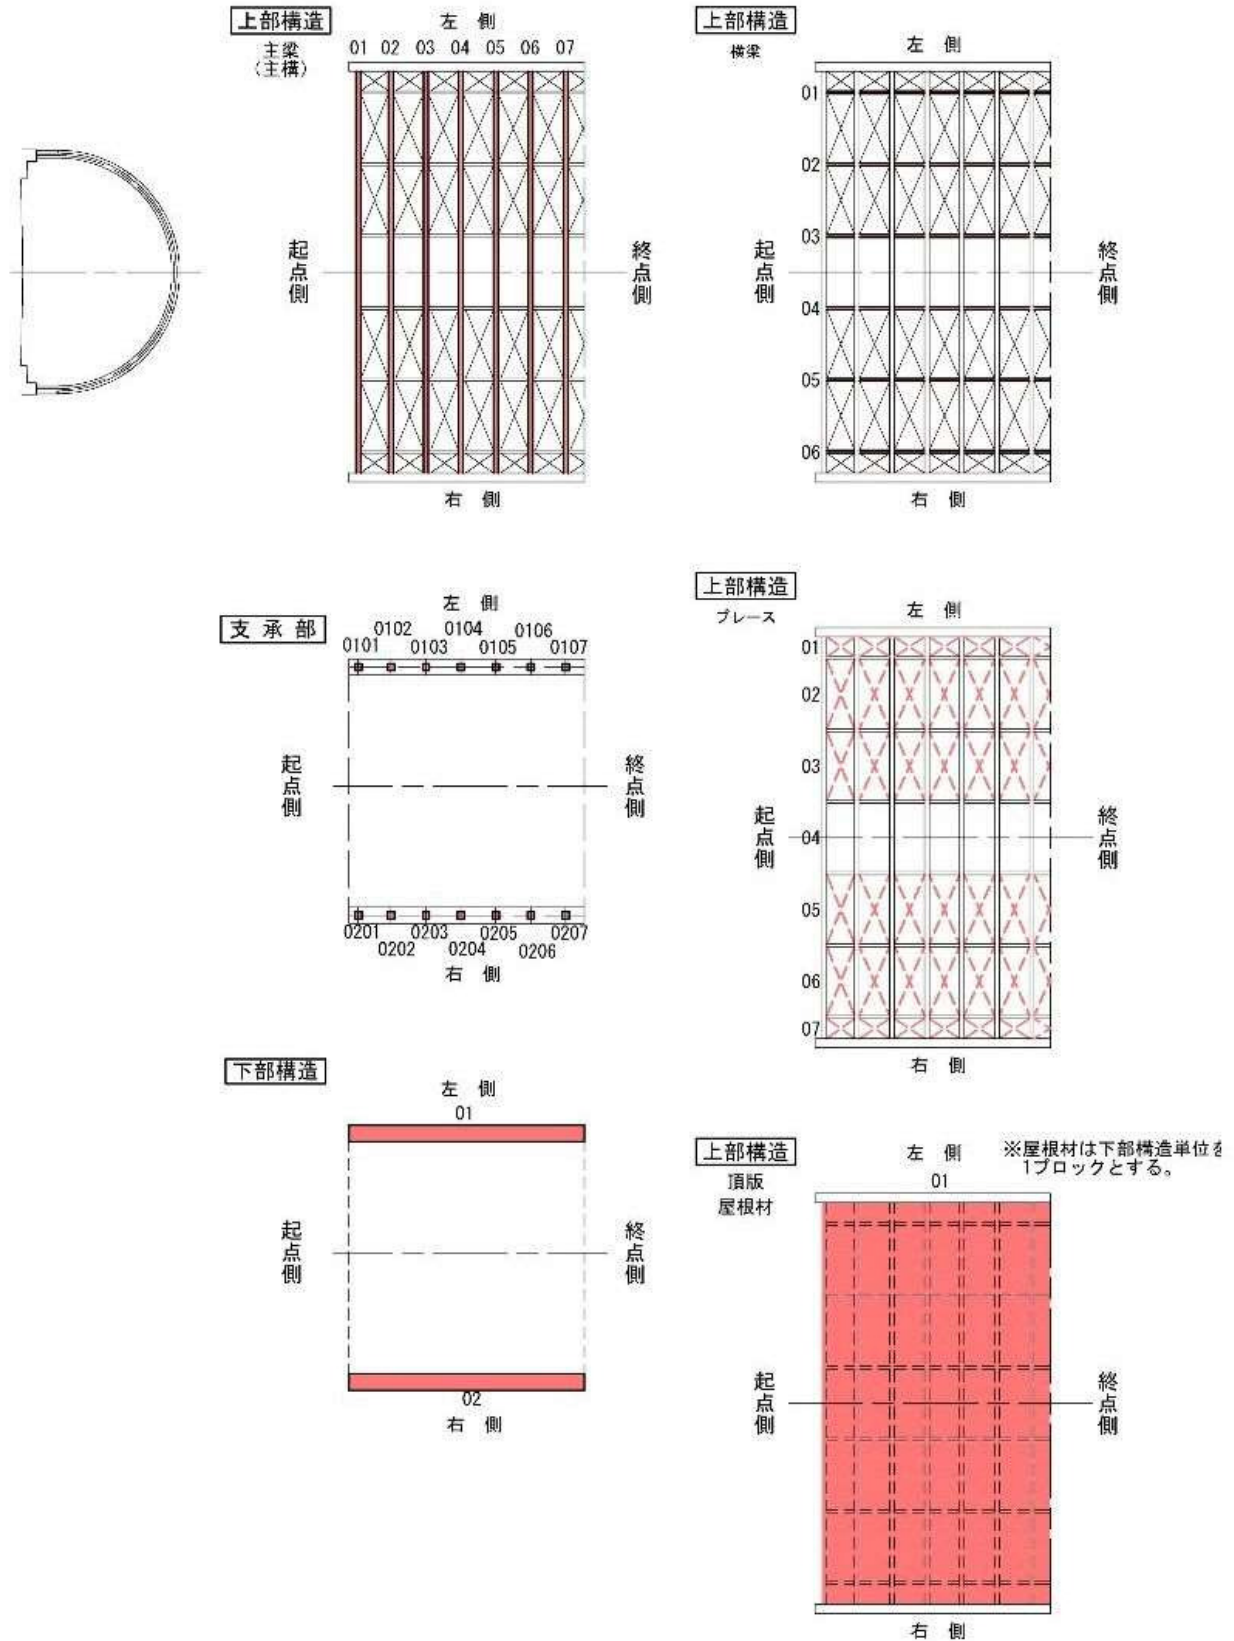 上部構造
主梁
(主構)
左 側
01 02 03 04 05 06 07
起点側
終点側
右 側
上部構造
横梁
左 側
01
02
03
04
05
06
起点側
終点側
右 側
支 承 部
左 側
0102 0104 0106
0101 0103 0105 0107
起点側
終点側
0201 0203 0205 0207
0202 0204 0206
右 側
上部構造
ブレース
左 側
01
02
03
04
05
06
07
起点側
終点側
右 側
下部構造
左 側
01
起点側
終点側
02
右 側
上部構造
頂版
屋根材
左 側
01
※屋根材は下部構造単位を
1ブロックとする。
起点側
終点側
右 側